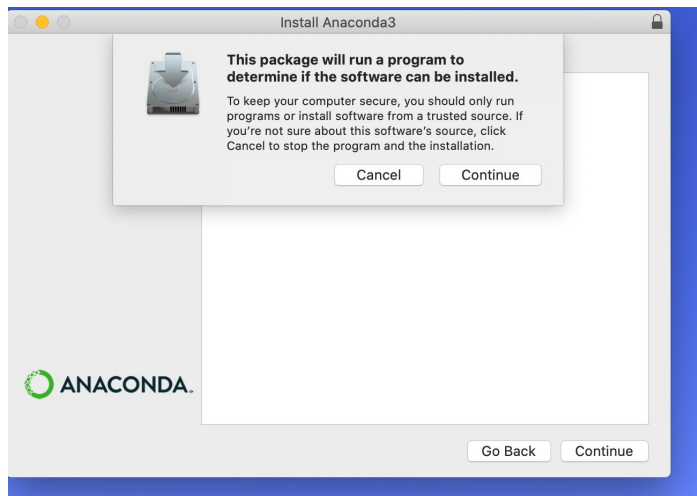 Install Anaconda3
This package will run a program to
determine if the software can be installed.
To keep your computer secure, you should only run
programs or install software from a trusted source. If
you're not sure about this software's source, click
Cancel to stop the program and the installation.
Cancel
Continue
ANACONDA.
Go Back
Continue